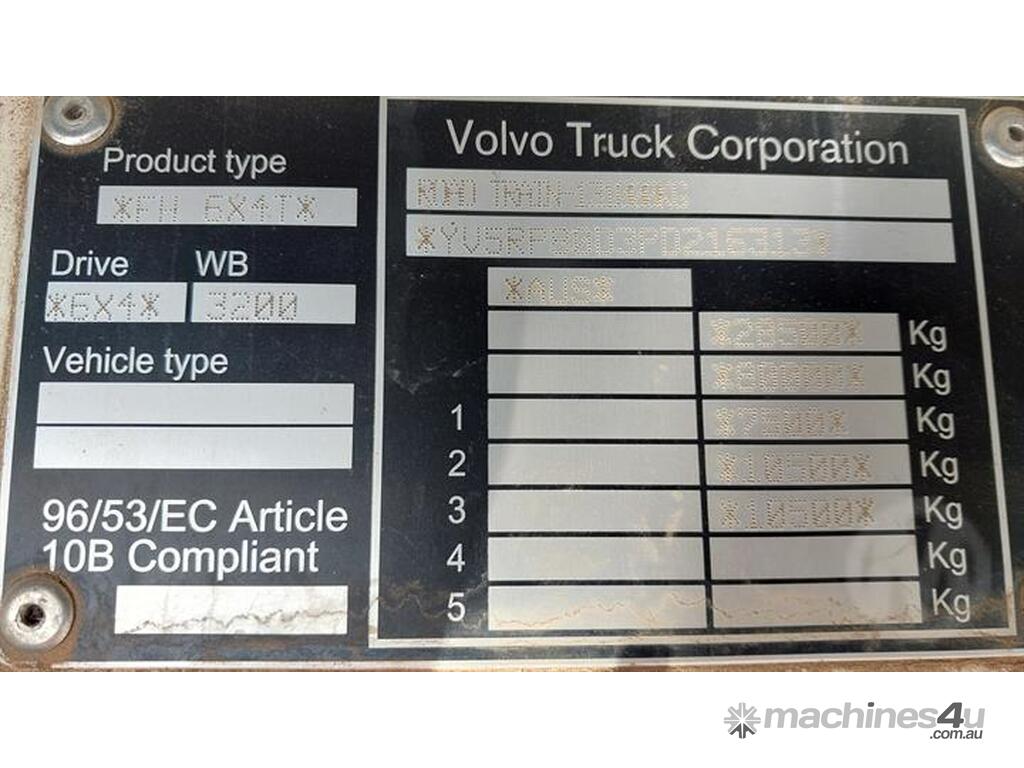 Product type
*FH 6X4T*
Drive WB
*6X4* 3200
Vehicle type
96/53/EC Article
10B Compliant
Volvo Truck Corporation
ROAD TRAIN
*AUS*
*28500* Kg
*80000* Kg
1 *7500* Kg
2 *10500* Kg
3 *10500* Kg
4 Kg
5 Kg
machines4u
.com.au